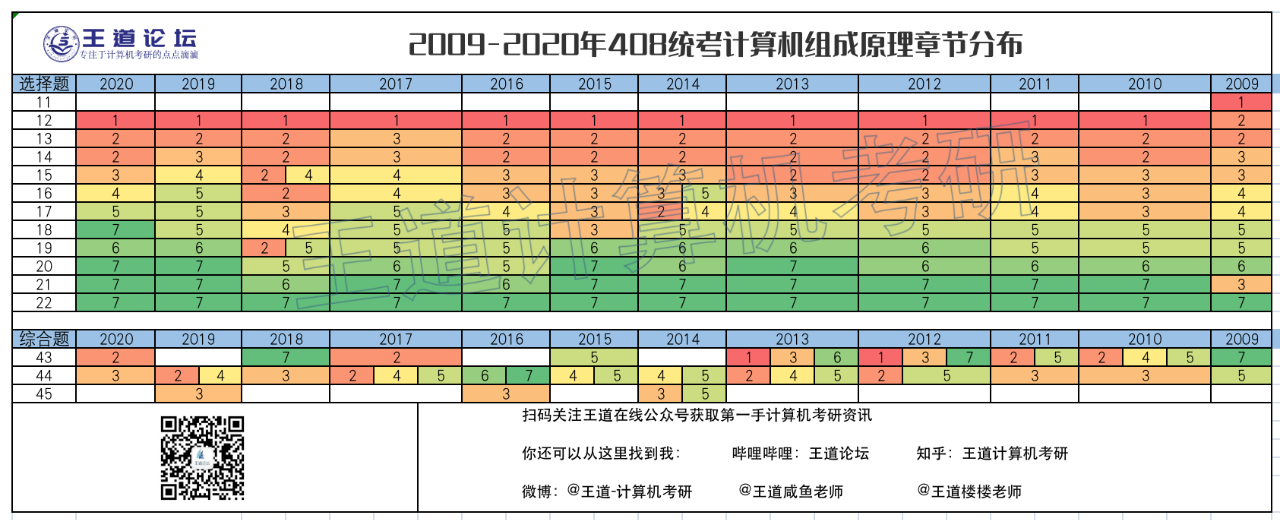 王道论坛
专注于计算机考研的点点滴滴
2009-2020年408统考计算机组成原理章节分布
选择题 2020 2019 2018 2017 2016 2015 2014 2013 2012 2011 2010 2009
11 1
12 1 1 1 1 1 1 1 1 1 1 1 2
13 2 2 2 3 2 2 2 2 2 2 2 2
14 2 3 2 3 2 2 2 2 2 3 2 3
15 3 4 2 4 4 3 3 3 2 2 3 3 3
16 4 5 2 4 3 3 3 5 3 3 4 3 4
17 5 5 3 5 4 3 2 4 4 3 4 3 4
18 7 5 4 5 5 3 5 5 5 5 5 5
19 6 6 2 5 5 5 6 6 6 6 5 5 5
20 7 7 5 6 5 7 6 7 6 6 6 6
21 7 7 6 7 6 7 7 7 7 7 7 3
22 7 7 7 7 7 7 7 7 7 7 7 7
综合题 2020 2019 2018 2017 2016 2015 2014 2013 2012 2011 2010 2009
43 2 7 2 5 1 3 6 1 3 7 2 5 2 4 5 7
44 3 2 4 3 2 4 5 6 7 4 5 4 5 2 4 5 2 5 3 3 5
45 3 3 3 5
王道计算机考研
扫码关注王道在线公众号获取第一手计算机考研资讯
你还可以从这里找到我： 哔哩哔哩：王道论坛 知乎：王道计算机考研
微博：@王道-计算机考研 @王道咸鱼老师 @王道楼楼老师